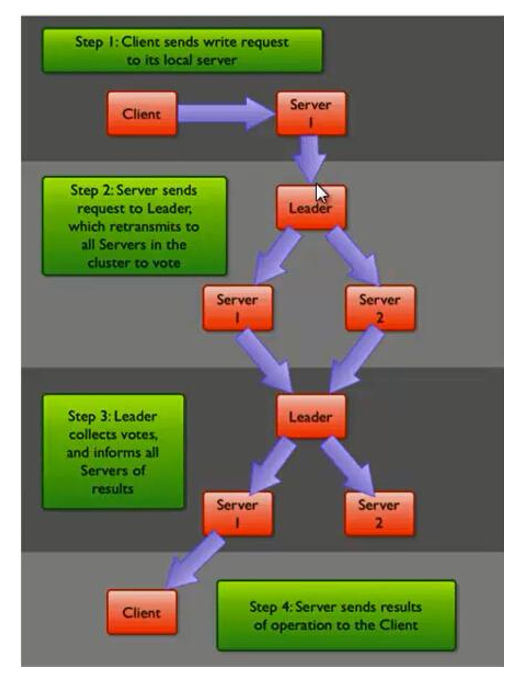 Step 1: Client sends write request
to its local server
Client
Server
1
Step 2: Server sends
request to Leader,
which retransmits to
all Servers in the
cluster to vote
Leader
Server
1
Server
2
Step 3: Leader
collects votes,
and informs all
Servers of
results
Leader
Server
1
Server
2
Client
Step 4: Server sends results
of operation to the Client